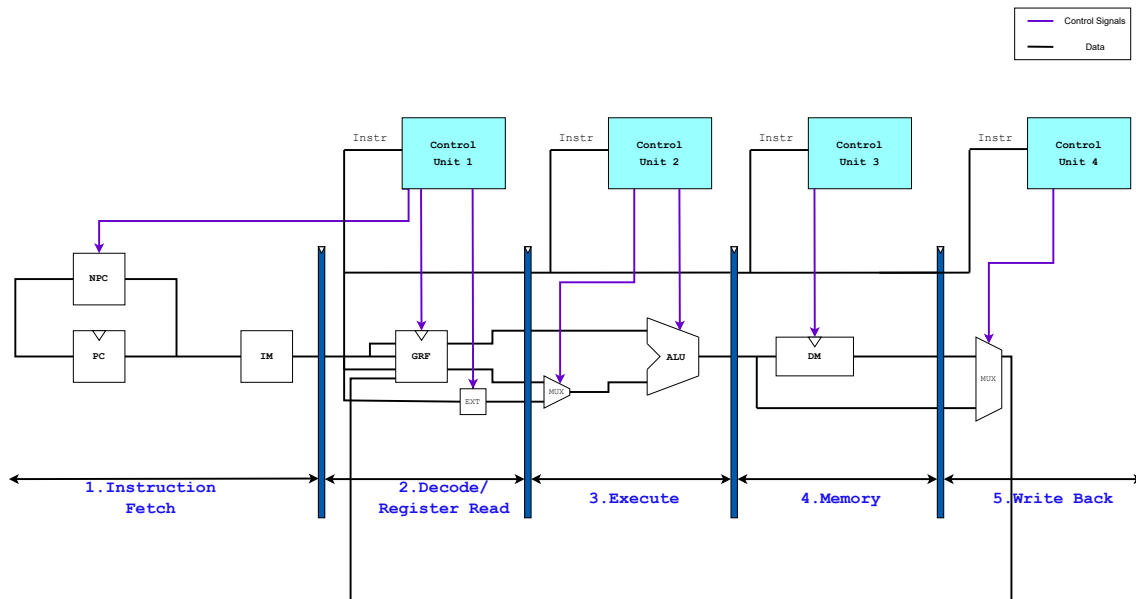 Control Signals
Data
Instr
Control
Unit 1
Instr
Control
Unit 2
Instr
Control
Unit 3
Instr
Control
Unit 4
NPC
PC
IM
GRF
EXT
MUX
ALU
DM
MUX
1.Instruction
Fetch
2.Decode/
Register Read
3.Execute
4.Memory
5.Write Back